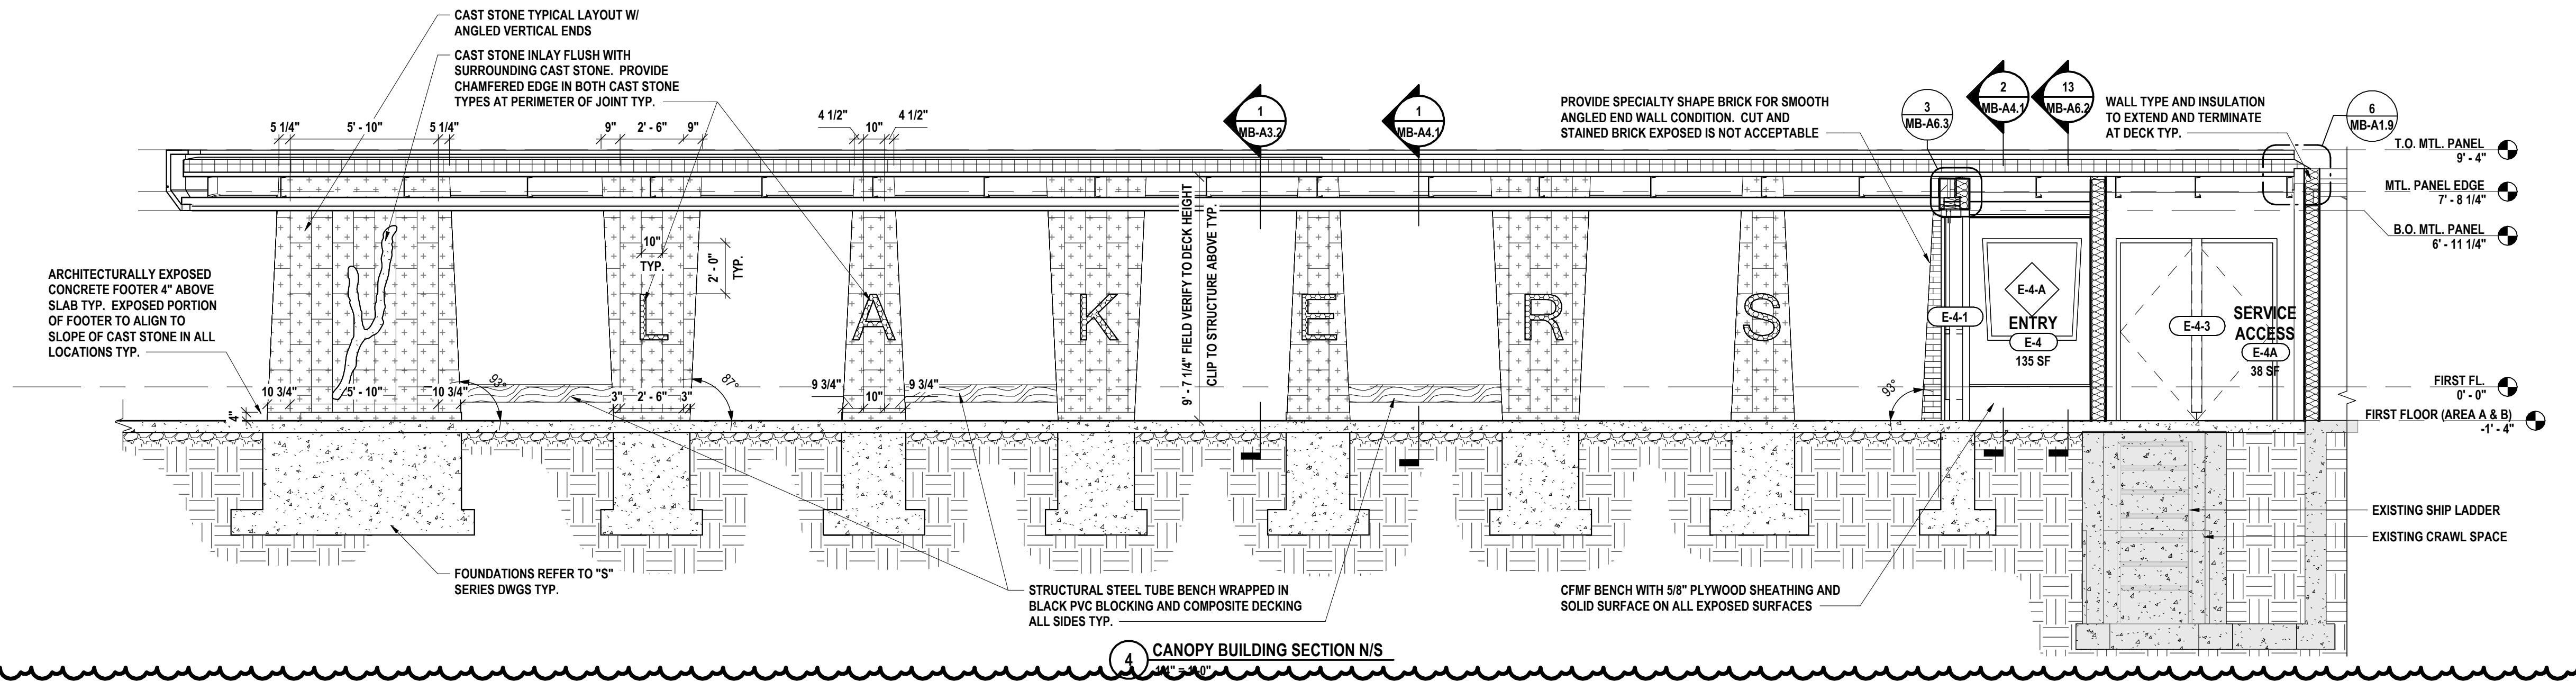 CAST STONE TYPICAL LAYOUT W/
ANGLED VERTICAL ENDS
CAST STONE INLAY FLUSH WITH
SURROUNDING CAST STONE. PROVIDE
CHAMFERED EDGE IN BOTH CAST STONE
TYPES AT PERIMETER OF JOINT TYP.
5 1/4"
5' - 10"
5 1/4"
9"
2' - 6"
9"
4 1/2"
10"
4 1/2"
1
MB-A3.2
1
MB-A4.1
PROVIDE SPECIALTY SHAPE BRICK FOR SMOOTH
ANGLED END WALL CONDITION. CUT AND
STAINED BRICK EXPOSED IS NOT ACCEPTABLE
3
MB-A6.3
2
MB-A4.1
13
MB-A6.2
WALL TYPE AND INSULATION
TO EXTEND AND TERMINATE
AT DECK TYP.
6
MB-A1.9
T.O. MTL. PANEL
9' - 4"
MTL. PANEL EDGE
7' - 8 1/4"
B.O. MTL. PANEL
6' - 11 1/4"
ARCHITECTURALLY EXPOSED
CONCRETE FOOTER 4" ABOVE
SLAB TYP. EXPOSED PORTION
OF FOOTER TO ALIGN TO
SLOPE OF CAST STONE IN ALL
LOCATIONS TYP.
10"
TYP.
2' - 0"
TYP.
9' - 7 1/4" FIELD VERIFY TO DECK HEIGHT
CLIP TO STRUCTURE ABOVE TYP.
L A K E R S
E-4-1
E-4-A
ENTRY
E-4
135 SF
E-4-3
SERVICE
ACCESS
E-4A
38 SF
FIRST FL.
0' - 0"
FIRST FLOOR (AREA A & B)
-1' - 4"
4"
10 3/4"
5' - 10"
10 3/4"
93°
3"
2' - 6"
3"
87°
9 3/4"
10"
9 3/4"
93°
EXISTING SHIP LADDER
EXISTING CRAWL SPACE
FOUNDATIONS REFER TO "S"
SERIES DWGS TYP.
STRUCTURAL STEEL TUBE BENCH WRAPPED IN
BLACK PVC BLOCKING AND COMPOSITE DECKING
ALL SIDES TYP.
CFMF BENCH WITH 5/8" PLYWOOD SHEATHING AND
SOLID SURFACE ON ALL EXPOSED SURFACES
4
CANOPY BUILDING SECTION N/S
1/4" = 1'-0"